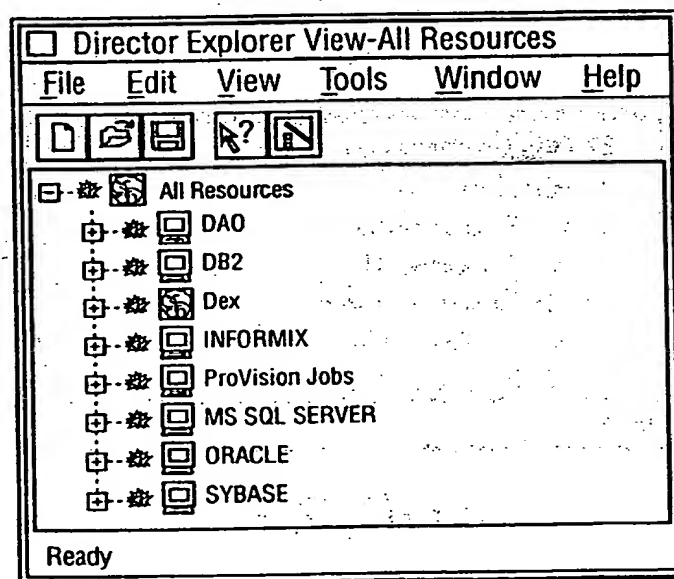 Director Explorer View-All Resources
File Edit View Tools Window Help
?
All Resources
DAO
DB2
Dex
INFORMIX
ProVision Jobs
MS SQL SERVER
ORACLE
SYBASE
Ready